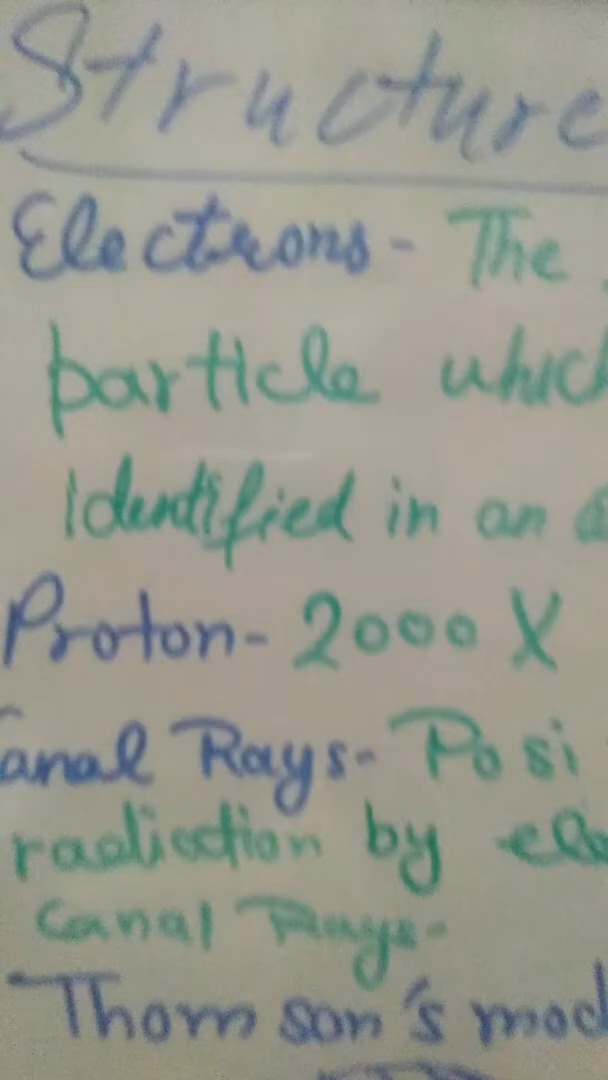 Structure
Electrons - The
particle which
identified in an
Proton - 2000 X
Canal Rays - Posi
radiation by ele
Canal Rays -
Thomson's mod